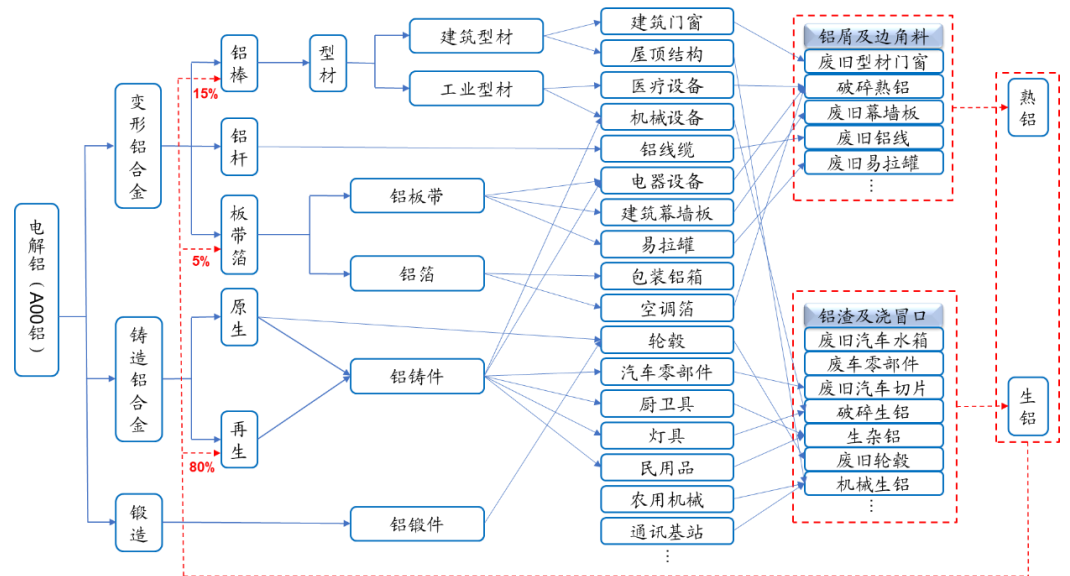 电解铝（A00铝）
变形铝合金
铸造铝合金
锻造
铝棒
15%
铝杆
板带箔
5%
原生
再生
80%
型材
建筑型材
工业型材
铝板带
铝箔
铝铸件
铝锻件
建筑门窗
屋顶结构
医疗设备
机械设备
铝线缆
电器设备
建筑幕墙板
易拉罐
包装铝箱
空调箔
轮毂
汽车零部件
厨卫具
灯具
民用品
农用机械
通讯基站
⋮
铝屑及边角料
废旧型材门窗
破碎熟铝
废旧幕墙板
废旧铝线
废旧易拉罐
⋮
铝渣及浇冒口
废旧汽车水箱
废车零部件
废旧汽车切片
破碎生铝
生杂铝
废旧轮毂
机械生铝
⋮
熟铝
生铝